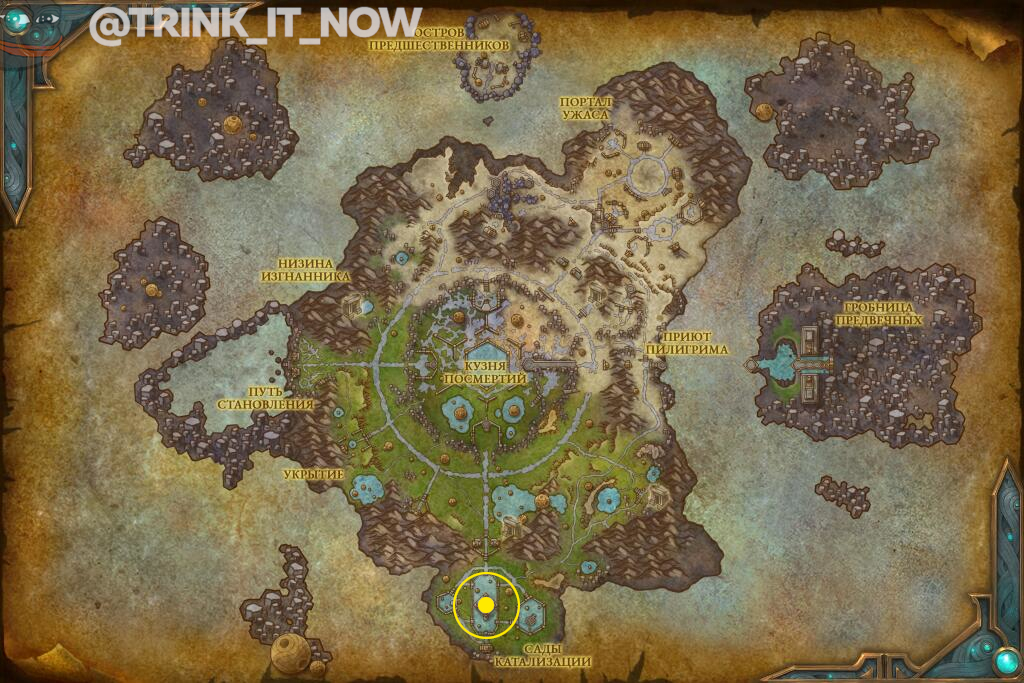 @TRINK_IT_NOW
ОСТРОВ
ПРЕДШЕСТВЕННИКОВ
ПОРТАЛ
УЖАСА
НИЗИНА
ИЗГНАННИКА
ГРОБНИЦА
ПРЕДВЕЧНЫХ
ПРИЮТ
ПИЛИГРИМА
КУЗНЯ
ПОСМЕРТИЙ
ПУТЬ
СТАНОВЛЕНИЯ
УКРЫТИЕ
САДЫ
КАТАЛИЗАЦИИ